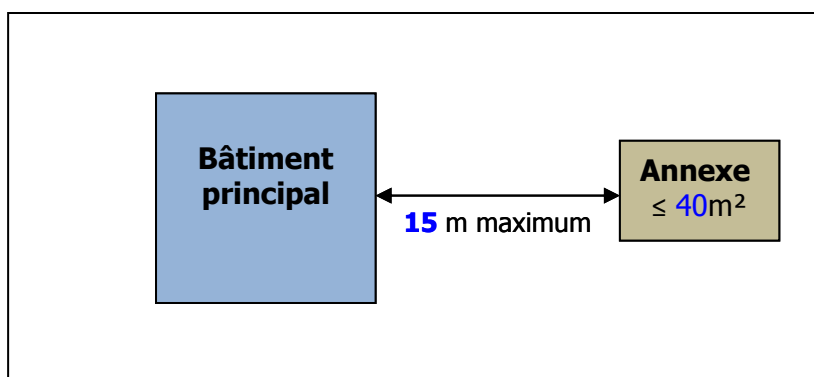 Bâtiment
principal
15 m maximum
Annexe
≤ 40m²